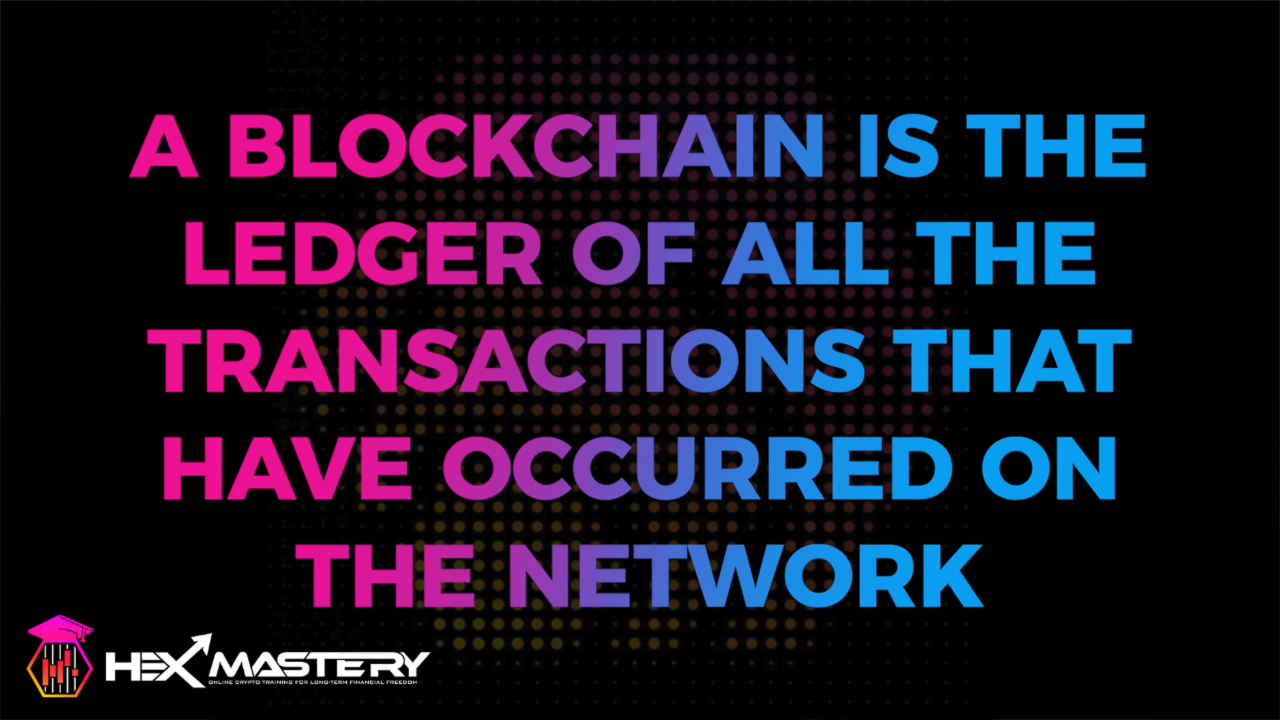 A BLOCKCHAIN IS THE
LEDGER OF ALL THE
TRANSACTIONS THAT
HAVE OCCURRED ON
THE NETWORK
HEX MASTERY
ONLINE CRYPTO TRAINING FOR LONG-TERM FINANCIAL FREEDOM